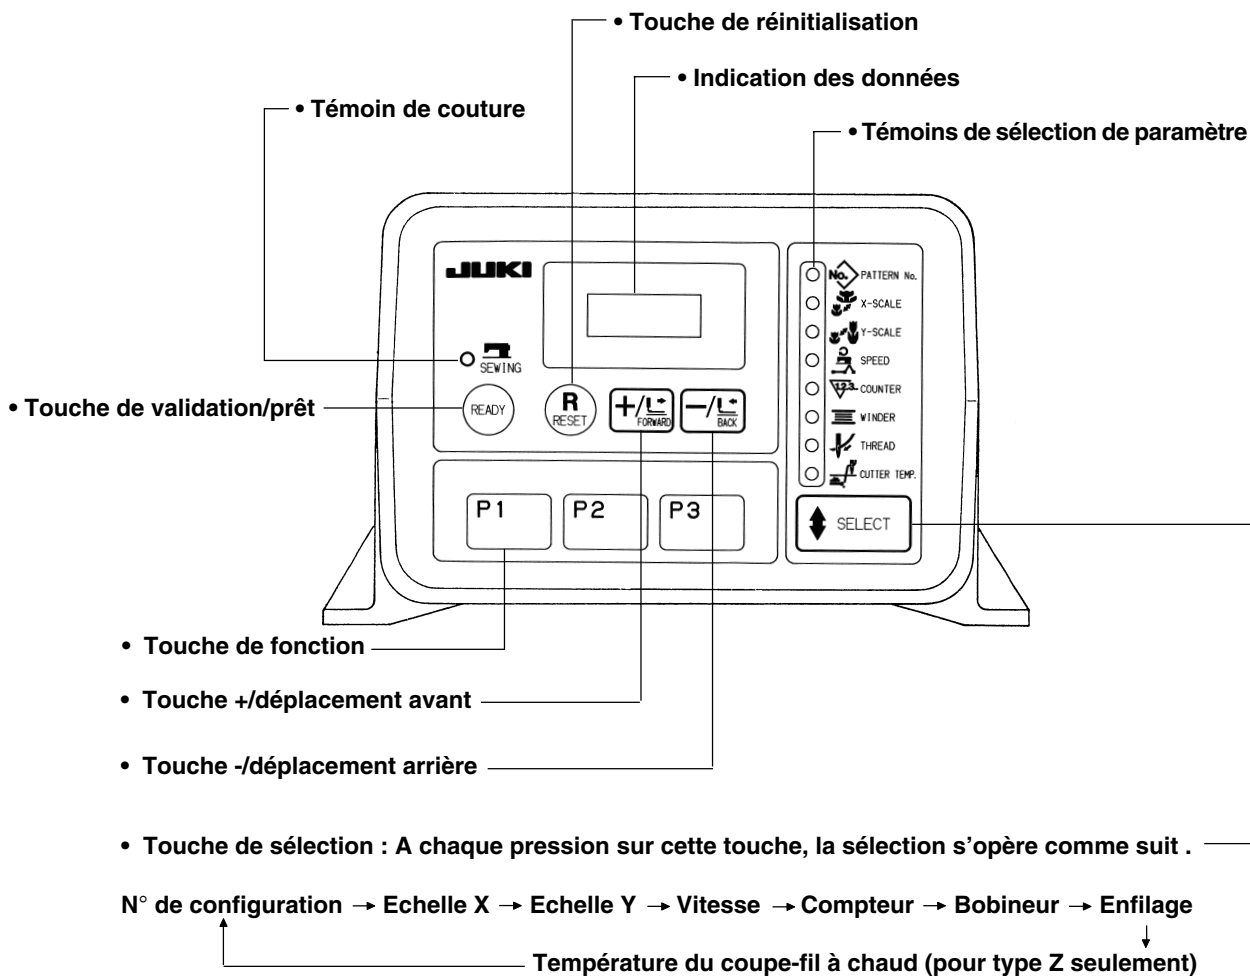 • Touche de réinitialisation
• Indication des données
• Témoin de couture
• Témoins de sélection de paramètre
JUKI
No. PATTERN No.
X-SCALE
Y-SCALE
SEWING
SPEED
123 COUNTER
• Touche de validation/prêt
READY
R
RESET
+/ FORWARD
–/ BACK
WINDER
THREAD
CUTTER TEMP.
P1
P2
P3
SELECT
• Touche de fonction
• Touche +/déplacement avant
• Touche -/déplacement arrière
• Touche de sélection : A chaque pression sur cette touche, la sélection s’opère comme suit .
N° de configuration → Echelle X → Echelle Y → Vitesse → Compteur → Bobineur → Enfilage
Température du coupe-fil à chaud (pour type Z seulement)